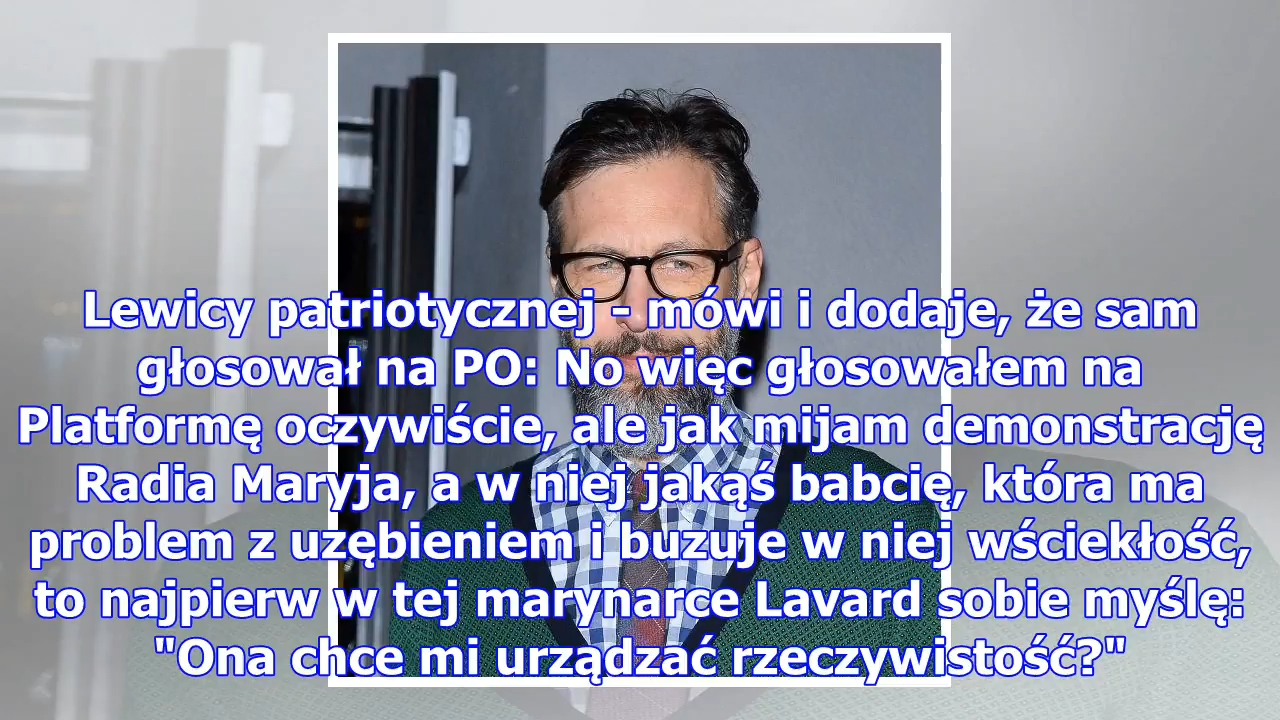 Lewicy patriotycznej - mówi i dodaje, że sam
głosował na PO: No więc głosowałem na
Platformę oczywiście, ale jak mijam demonstrację
Radia Maryja, a w niej jakąś babcię, która ma
problem z uzębieniem i buzuje w niej wściekłość,
to najpierw w tej marynarce Lavard sobie myślę:
"Ona chce mi urządzać rzeczywistość?"